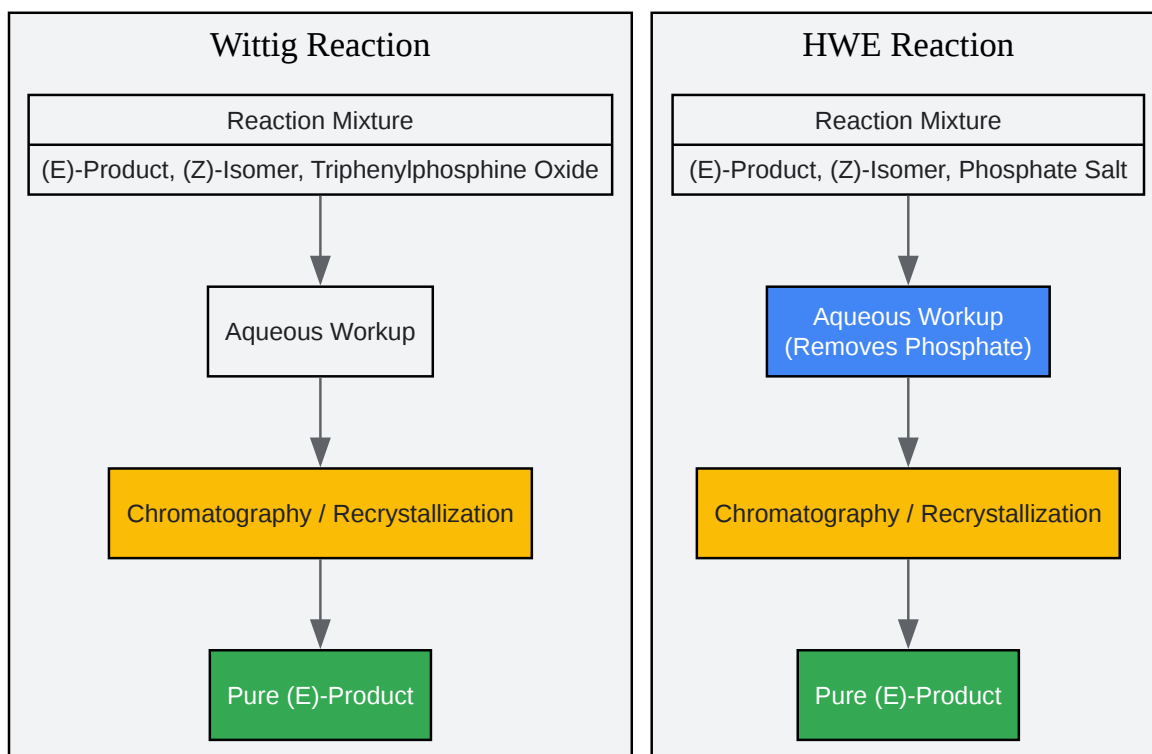 Wittig Reaction
Reaction Mixture
(E)-Product, (Z)-Isomer, Triphenylphosphine Oxide
Aqueous Workup
Chromatography / Recrystallization
Pure (E)-Product
HWE Reaction
Reaction Mixture
(E)-Product, (Z)-Isomer, Phosphate Salt
Aqueous Workup
(Removes Phosphate)
Chromatography / Recrystallization
Pure (E)-Product